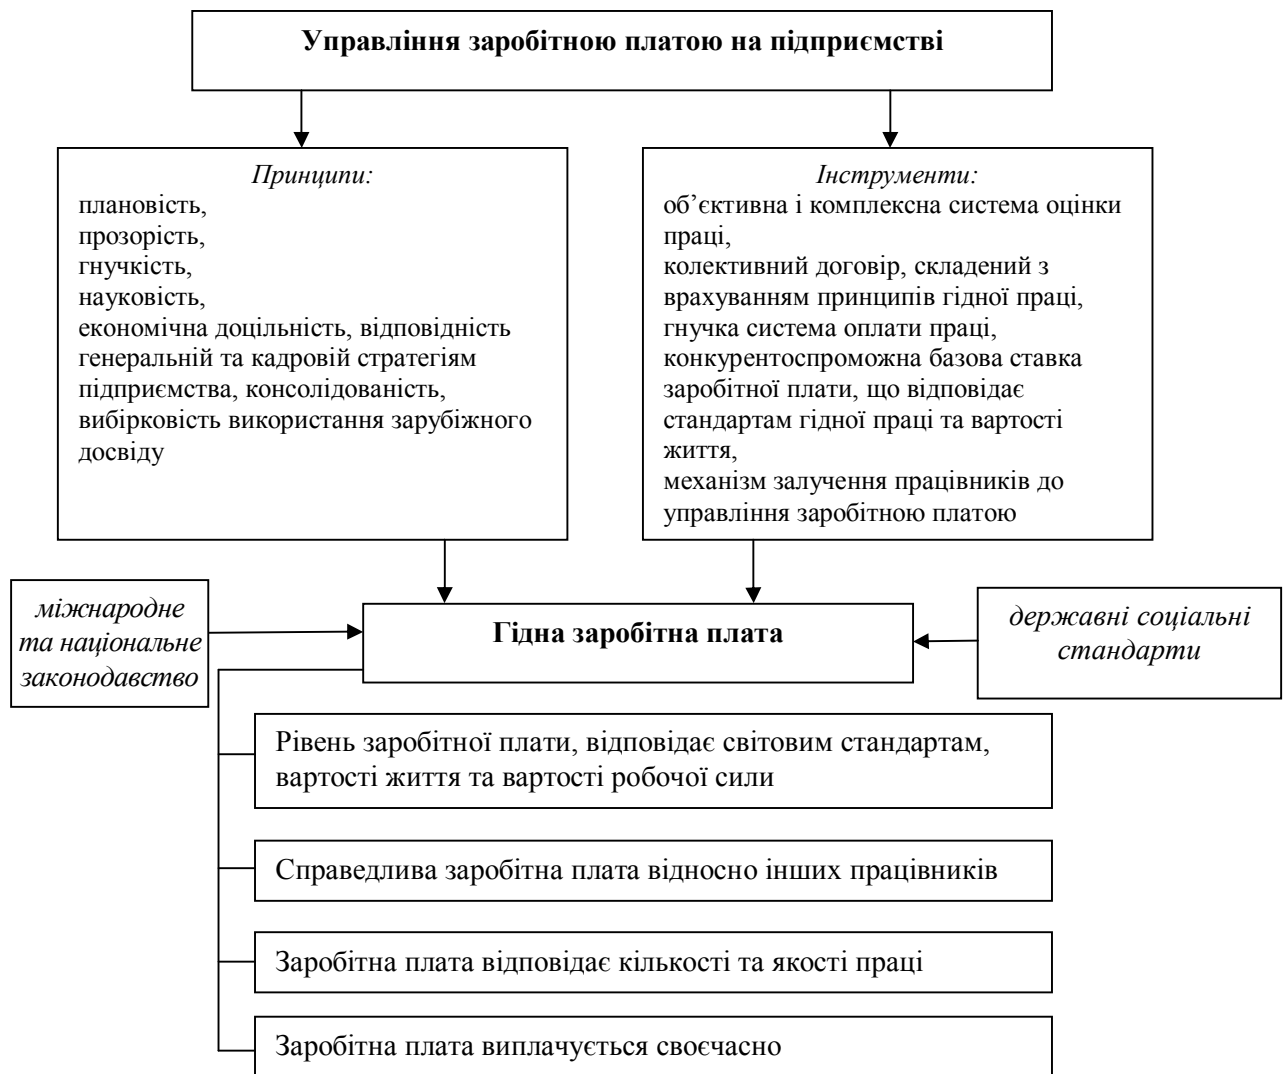 Управління заробітною платою на підприємстві
Принципи:
плановість,
прозорість,
гнучкість,
науковість,
економічна доцільність, відповідність
генеральній та кадровій стратегіям
підприємства, консолідованість,
вибірковість використання зарубіжного
досвіду
Інструменти:
об’єктивна і комплексна система оцінки
праці,
колективний договір, складений з
врахуванням принципів гідної праці,
гнучка система оплати праці,
конкурентоспроможна базова ставка
заробітної плати, що відповідає
стандартам гідної праці та вартості
життя,
механізм залучення працівників до
управління заробітною платою
міжнародне
та національне
законодавство
Гідна заробітна плата
державні соціальні
стандарти
Рівень заробітної плати, відповідає світовим стандартам,
вартості життя та вартості робочої сили
Справедлива заробітна плата відносно інших працівників
Заробітна плата відповідає кількості та якості праці
Заробітна плата виплачується своєчасно